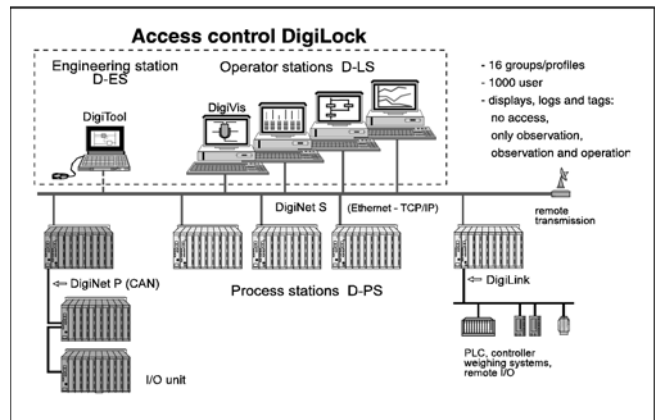 Access control DigiLock
Engineering station
D-ES
Operator stations D-LS
DigiTool
DigiVis
- 16 groups/profiles
- 1000 user
- displays, logs and tags:
no access,
only observation,
observation and operation
DigiNet S
(Ethernet - TCP/IP)
remote
transmission
DigiNet P (CAN)
Process stations D-PS
DigiLink
I/O unit
PLC, controller
weighing systems,
remote I/O